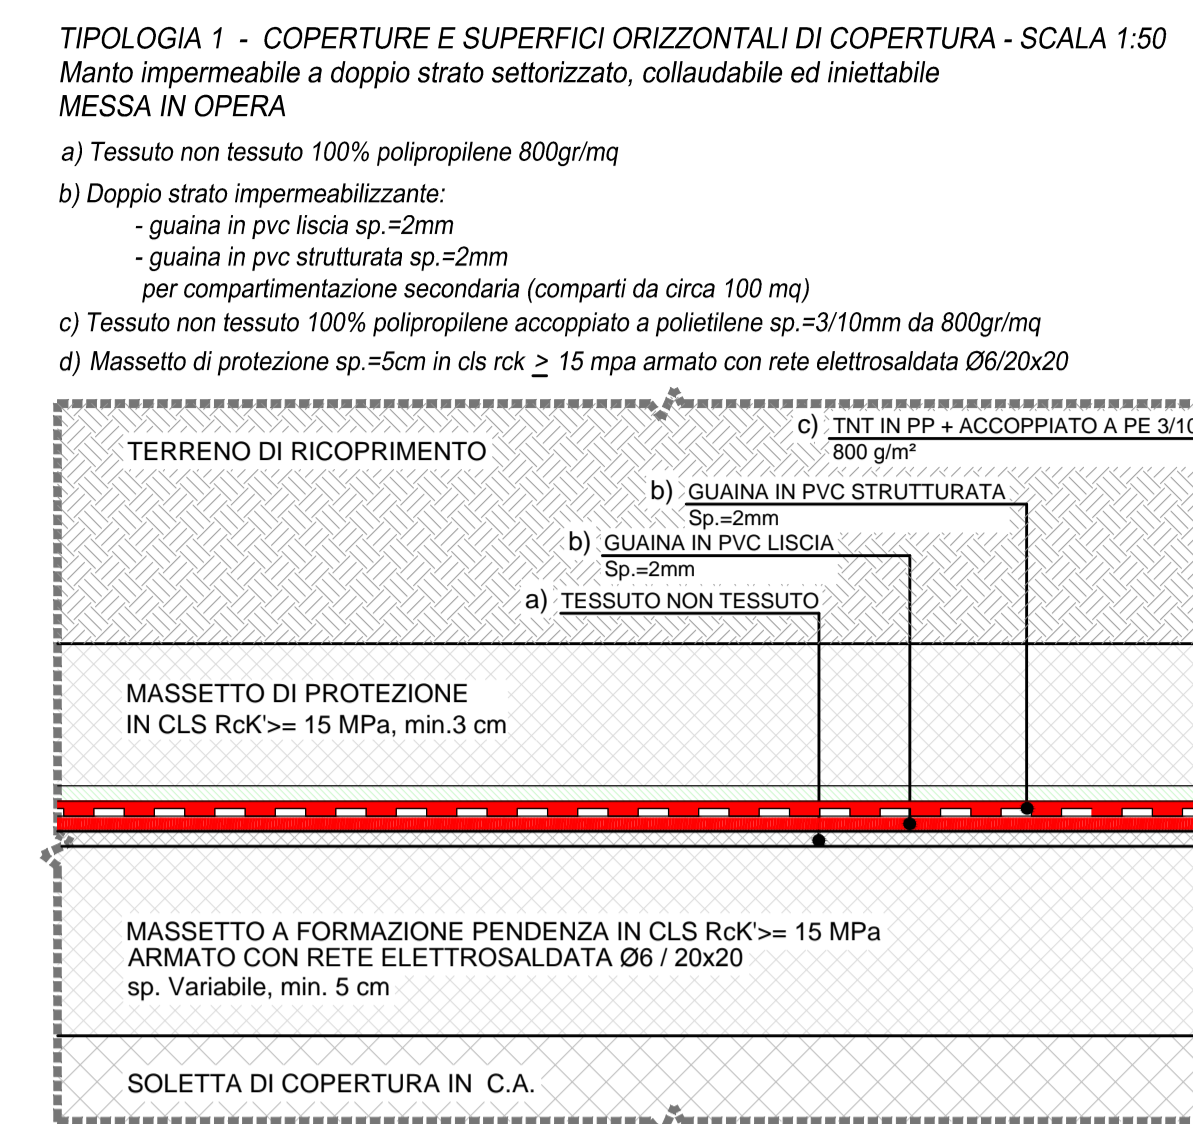 TIPOLOGIA 1 - COPERTURE E SUPERFICI ORIZZONTALI DI COPERTURA - SCALA 1:50
Manto impermeabile a doppio strato settorizzato, collaudabile ed iniettabile
MESSA IN OPERA
a) Tessuto non tessuto 100% polipropilene 800gr/mq
b) Doppio strato impermeabilizzante:
- guaina in pvc liscia sp.=2mm
- guaina in pvc strutturata sp.=2mm
per compartimentazione secondaria (comparti da circa 100 mq)
c) Tessuto non tessuto 100% polipropilene accoppiato a polietilene sp.=3/10mm da 800gr/mq
d) Massetto di protezione sp.=5cm in cls rck ≥ 15 mpa armato con rete elettrosaldata Ø6/20x20
c) TNT IN PP + ACCOPPIATO A PE 3/10
800 g/m²
TERRENO DI RICOPRIMENTO
b) GUAINA IN PVC STRUTTURATA
Sp.=2mm
b) GUAINA IN PVC LISCIA
Sp.=2mm
a) TESSUTO NON TESSUTO
MASSETTO DI PROTEZIONE
IN CLS RcK'>= 15 MPa, min.3 cm
MASSETTO A FORMAZIONE PENDENZA IN CLS RcK'>= 15 MPa
ARMATO CON RETE ELETTROSALDATA Ø6 / 20x20
sp. Variabile, min. 5 cm
SOLETTA DI COPERTURA IN C.A.